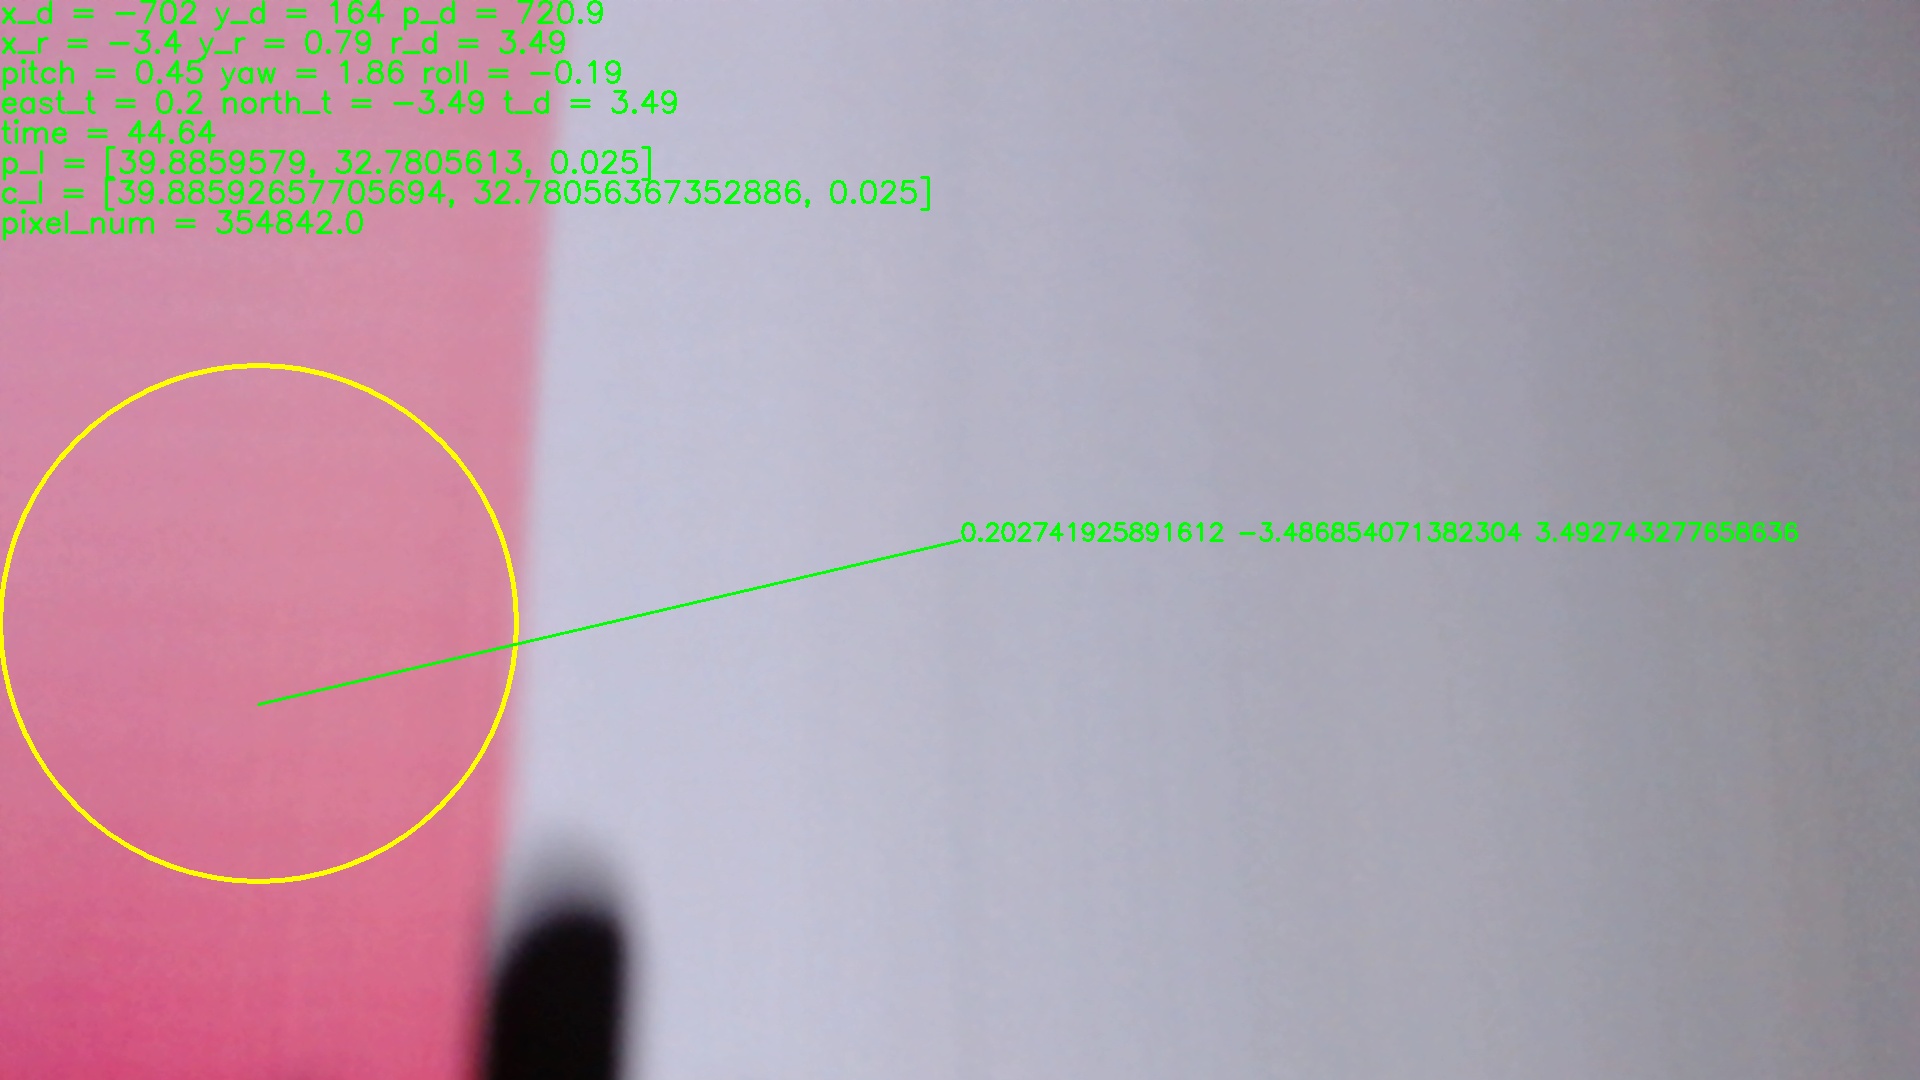 x_d = -702 y_d = 164 p_d = 720.9
x_r = -3.4 y_r = 0.79 r_d = 3.49
pitch = 0.45 yaw = 1.86 roll = -0.19
east_t = 0.2 north_t = -3.49 t_d = 3.49
time = 44.64
p_l = [39.8859579, 32.7805613, 0.025]
c_l = [39.88592657705694, 32.78056367352886, 0.025]
pixel_num = 354842.0
0.202741925891612 -3.486854071382304 3.492743277658636